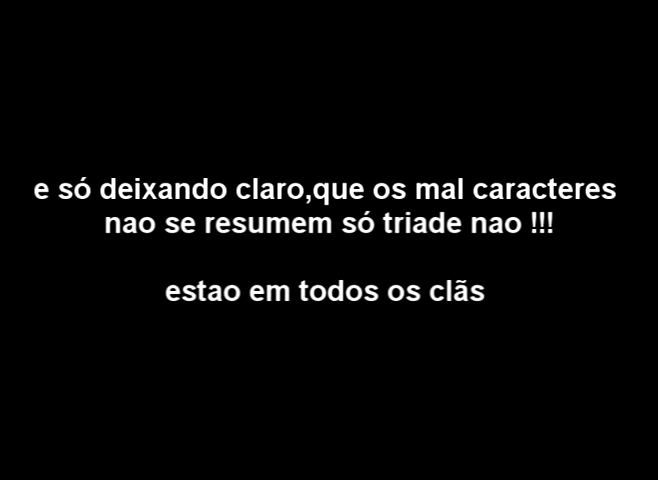 e só deixando claro,que os mal caracteres
nao se resumem só triade nao !!!
estao em todos os clãs